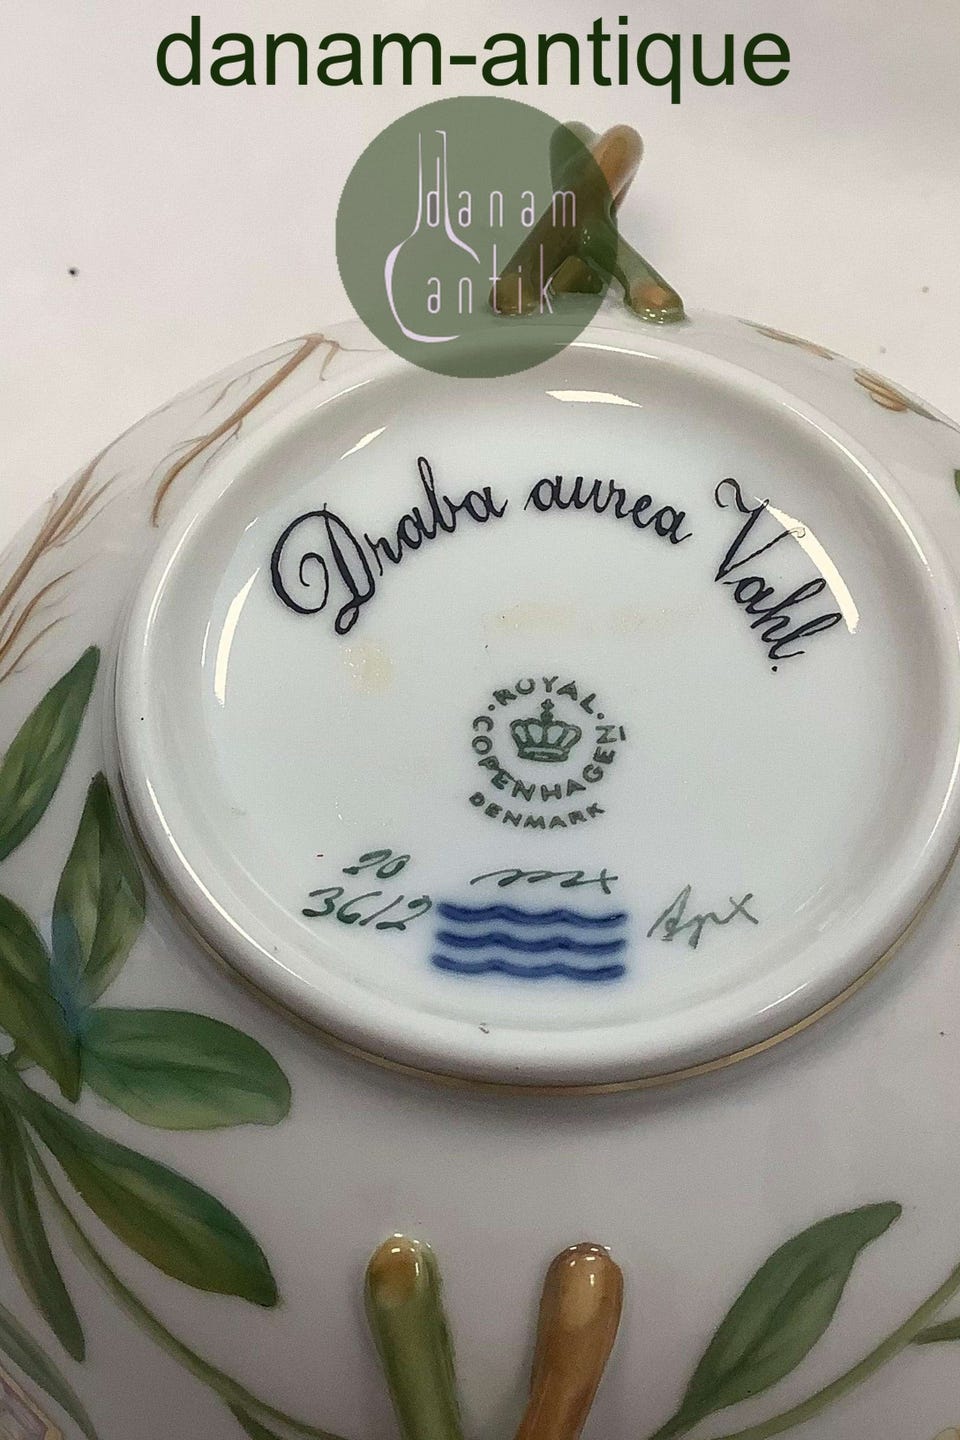 danam-antique
danam
antik
Draba aurea Vahl.
ROYAL
COPENHAGEN
DENMARK
20
3612